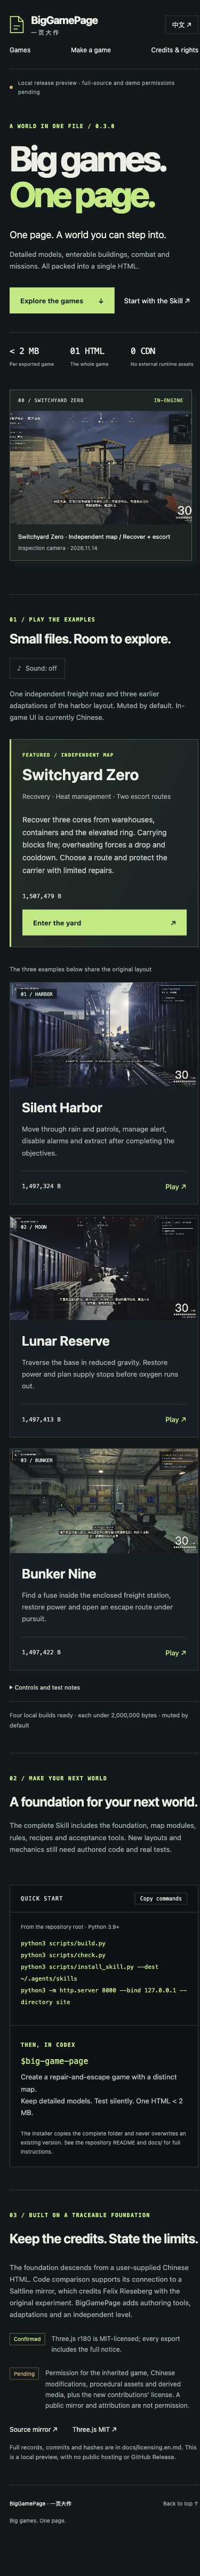 BigGamePage
一页大作
中文 ↗
Games
Make a game
Credits & rights
Local release preview · full-source and demo permissions
pending
A WORLD IN ONE FILE / 0.3.0
Big games.
One page.
One page. A world you can step into.
Detailed models, enterable buildings, combat and
missions. All packed into a single HTML.
Explore the games ↓
Start with the Skill ↗
< 2 MB
01 HTML
0 CDN
Per exported game
The whole game
No external runtime assets
00 / SWITCHYARD ZERO
IN-ENGINE
30
Switchyard Zero · Independent map / Recover + escort
inspection camera · 2026.11.14
01 / PLAY THE EXAMPLES
Small files. Room to explore.
♪ Sound: off
One independent freight map and three earlier
adaptations of the harbor layout. Muted by default. In-
game UI is currently Chinese.
FEATURED / INDEPENDENT MAP
Switchyard Zero
Recovery · Heat management · Two escort routes
Recover three cores from warehouses,
containers and the elevated ring. Carrying
blocks fire; overheating forces a drop and
cooldown. Choose a route and protect the
carrier with limited repairs.
1,507,479 B
Enter the yard ↗
The three examples below share the original layout
01 / HARBOR
30
Silent Harbor
Move through rain and patrols, manage alert,
disable alarms and extract after completing the
objectives.
1,497,324 B
Play ↗
02 / MOON
30
Lunar Reserve
Traverse the base in reduced gravity. Restore
power and plan supply stops before oxygen runs
out.
1,497,413 B
Play ↗
03 / BUNKER
30
Bunker Nine
Find a fuse inside the enclosed freight station,
restore power and open an escape route under
pursuit.
1,497,422 B
Play ↗
Controls and test notes
Four local builds ready · each under 2,000,000 bytes · muted by
default
02 / MAKE YOUR NEXT WORLD
A foundation for your next world.
The complete Skill includes the foundation, map modules,
rules, recipes and acceptance tools. New layouts and
mechanics still need authored code and real tests.
QUICK START
Copy commands
From the repository root · Python 3.9+
python3 scripts/build.py
python3 scripts/check.py
python3 scripts/install_skill.py --dest
~/.agents/skills
python3 -m http.server 8000 --bind 127.0.0.1 --
directory site
THEN, IN CODEX
$big-game-page
Create a repair-and-escape game with a distinct
map.
Keep detailed models. Test silently. One HTML < 2
MB.
The installer copies the complete folder and never overwrites an
existing version. See the repository README and docs/ for full
instructions.
03 / BUILT ON A TRACEABLE FOUNDATION
Keep the credits. State the limits.
The foundation descends from a user-supplied Chinese
HTML. Code comparison supports its connection to a
Saltline mirror, which credits Felix Rieseberg with the
original experiment. BigGamePage adds authoring tools,
adaptations and an independent level.
Confirmed
Three.js r180 is MIT-licensed; every export
includes the full notice.
Pending
Permission for the inherited game, Chinese
modifications, procedural assets and derived
media, plus the new contributions' license. A
public mirror and attribution are not permission.
Source mirror ↗
Three.js MIT ↗
Full records, commits and hashes are in docs/licensing.en.md. This
is a local preview, with no public hosting or GitHub Release.
BigGamePage · 一页大作
Back to top ↑
Big games. One page.